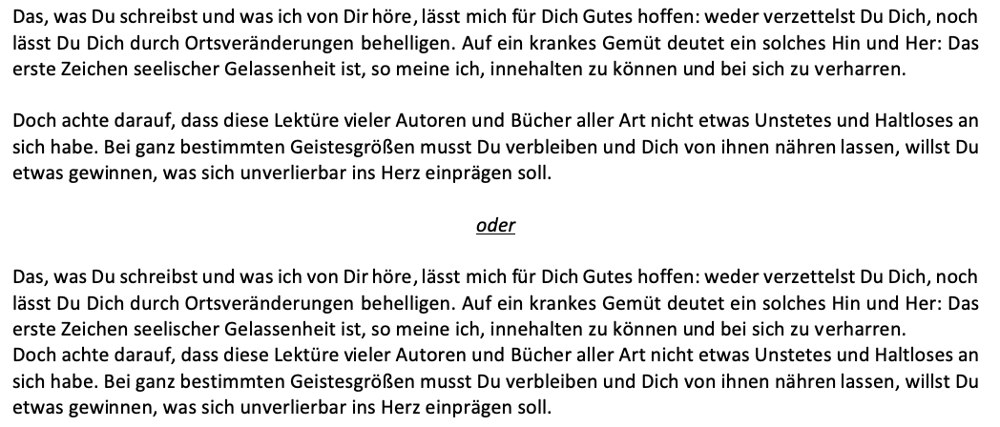 Das, was Du schreibst und was ich von Dir höre, lässt mich für Dich Gutes hoffen: weder verzettelst Du Dich, noch
lässt Du Dich durch Ortsveränderungen behelligen. Auf ein krankes Gemüt deutet ein solches Hin und Her: Das
erste Zeichen seelischer Gelassenheit ist, so meine ich, innehalten zu können und bei sich zu verharren.
Doch achte darauf, dass diese Lektüre vieler Autoren und Bücher aller Art nicht etwas Unstetes und Haltloses an
sich habe. Bei ganz bestimmten Geistesgrößen musst Du verbleiben und Dich von ihnen nähren lassen, willst Du
etwas gewinnen, was sich unverlierbar ins Herz einprägen soll.
oder
Das, was Du schreibst und was ich von Dir höre, lässt mich für Dich Gutes hoffen: weder verzettelst Du Dich, noch
lässt Du Dich durch Ortsveränderungen behelligen. Auf ein krankes Gemüt deutet ein solches Hin und Her: Das
erste Zeichen seelischer Gelassenheit ist, so meine ich, innehalten zu können und bei sich zu verharren.
Doch achte darauf, dass diese Lektüre vieler Autoren und Bücher aller Art nicht etwas Unstetes und Haltloses an
sich habe. Bei ganz bestimmten Geistesgrößen musst Du verbleiben und Dich von ihnen nähren lassen, willst Du
etwas gewinnen, was sich unverlierbar ins Herz einprägen soll.